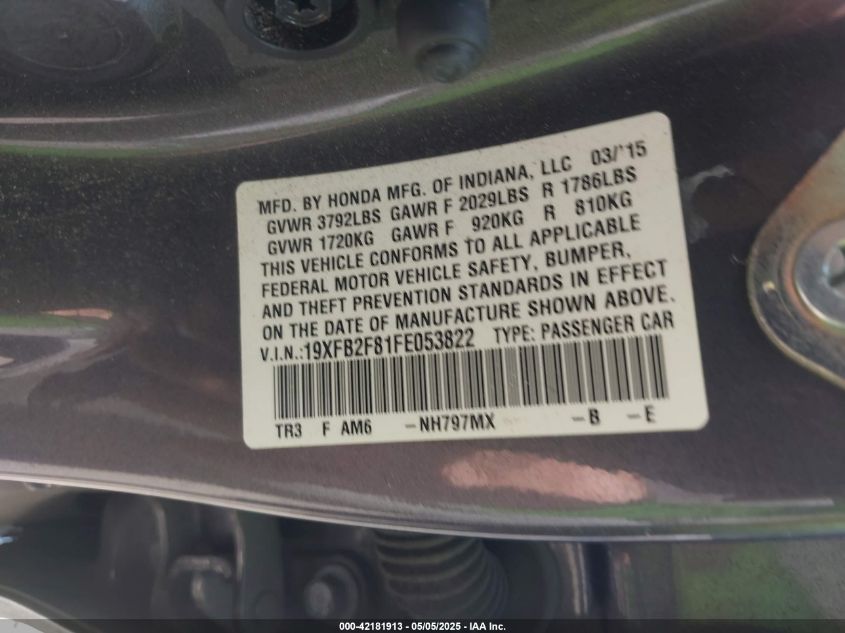 MFD. BY HONDA MFG. OF INDIANA, LLC 03/'15
GVWR 3792LBS GAWR F 2029LBS R 1786LBS
GVWR 1720KG GAWR F 920KG R 810KG
THIS VEHICLE CONFORMS TO ALL APPLICABLE
FEDERAL MOTOR VEHICLE SAFETY, BUMPER,
AND THEFT PREVENTION STANDARDS IN EFFECT
ON THE DATE OF MANUFACTURE SHOWN ABOVE.
V.I.N.:19XFB2F81FE053822 TYPE: PASSENGER CAR
TR3 F AM6 -NH797MX -B -E
000-42181913 - 05/05/2025 - IAA Inc.